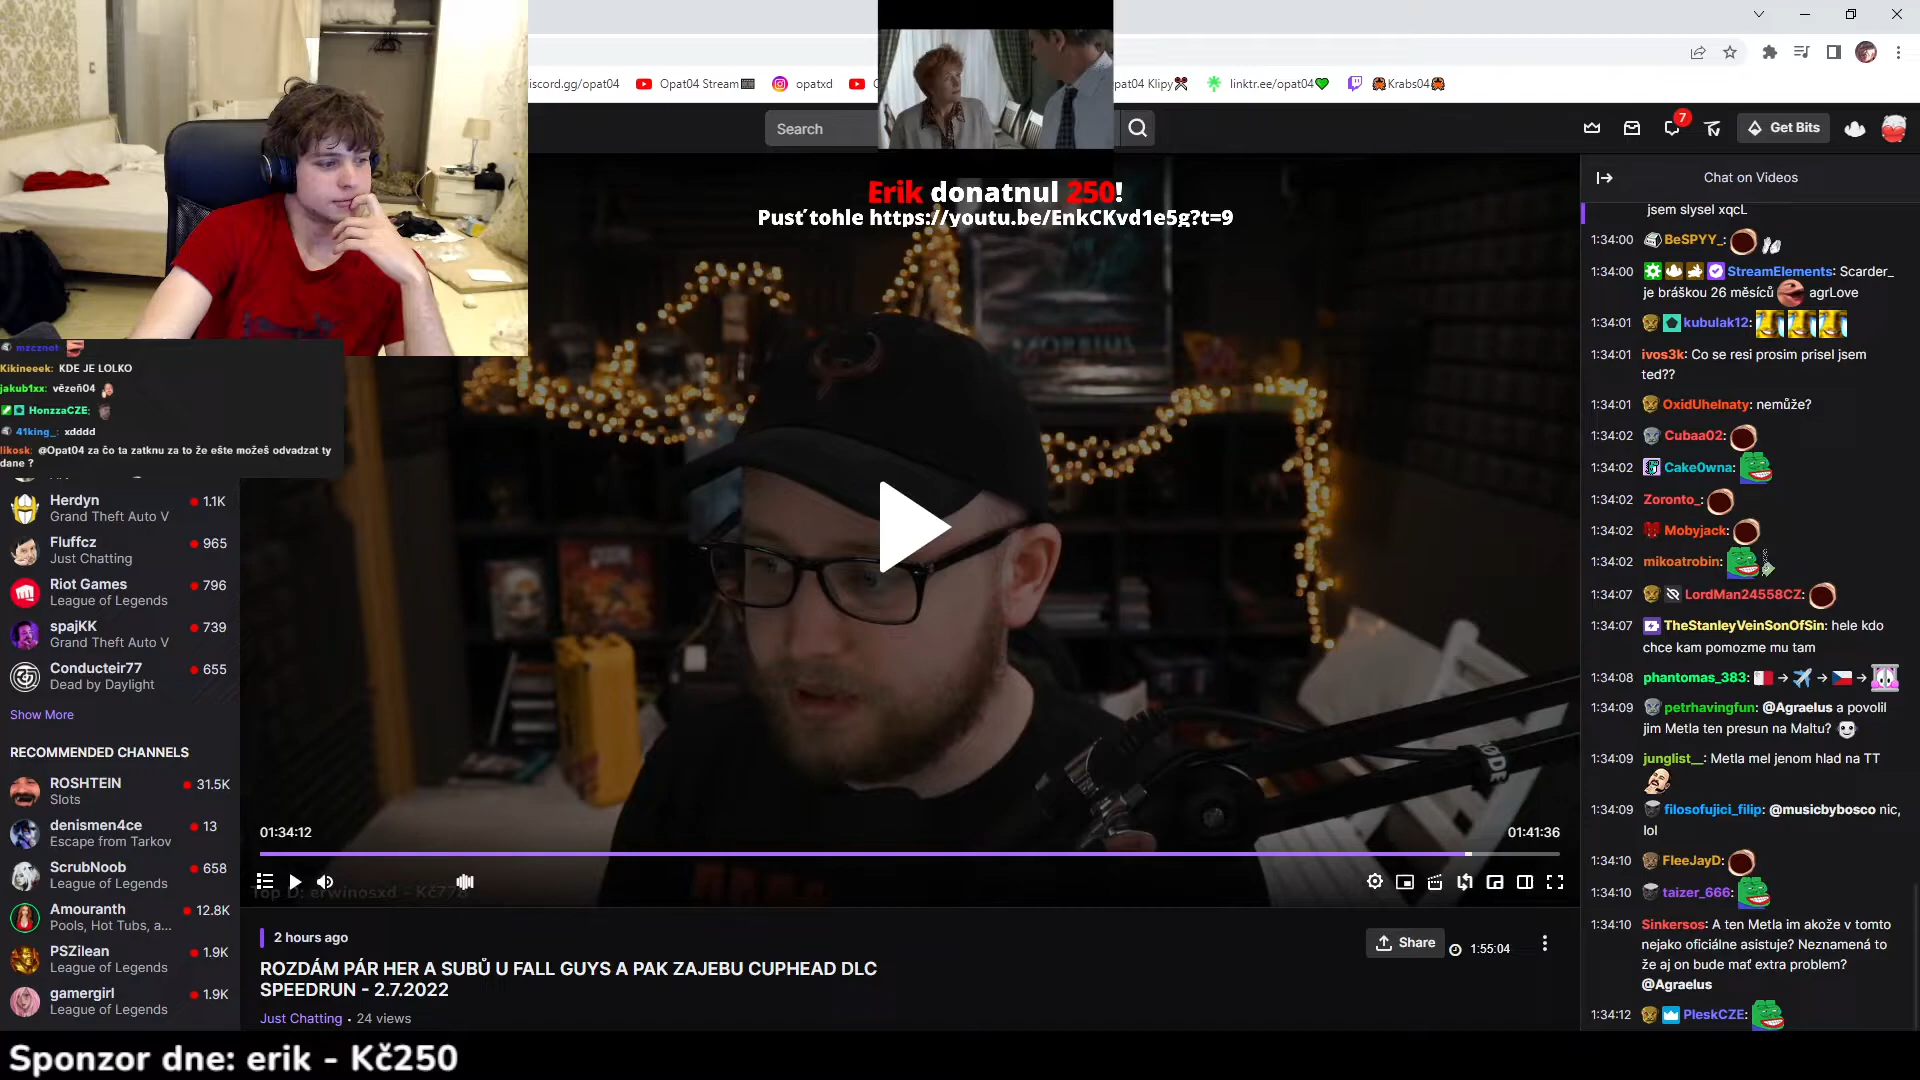 iscord.gg/opat04
Opat04 Stream
opatxd
pat04 Klipy
linktr.ee/opat04
Krabs04
Search
7
Get Bits
Erik donatnul 250!
Pusť tohle https://youtu.be/EnkCKvd1e5g?t=9
mzcznot
Kikineeek: KDE JE LOLKO
jakub1xx: vězeň04
HonzzaCZE:
41king_: xdddd
likosk: @Opat04 za čo ta zatknu za to že ešte možeš odvadzat ty
dane ?
Herdyn
1.1K
Grand Theft Auto V
Fluffcz
965
Just Chatting
Riot Games
796
League of Legends
spajKK
739
Grand Theft Auto V
Conducteir77
655
Dead by Daylight
Show More
RECOMMENDED CHANNELS
ROSHTEIN
31.5K
Slots
denismen4ce
13
Escape from Tarkov
ScrubNoob
658
League of Legends
Amouranth
12.8K
Pools, Hot Tubs, a...
PSZilean
1.9K
League of Legends
gamergirl
1.9K
League of Legends
MORBIUS
RØDE
01:34:12
01:41:36
Top D: erwinosxd - Kč778
2 hours ago
Share
1:55:04
ROZDÁM PÁR HER A SUBŮ U FALL GUYS A PAK ZAJEBU CUPHEAD DLC
SPEEDRUN - 2.7.2022
Just Chatting • 24 views
Chat on Videos
jsem slysel xqcL
1:34:00 BeSPYY_:
1:34:00 StreamElements: Scarder_
je bráškou 26 měsíců agrLove
1:34:01 kubulak12:
1:34:01 ivos3k: Co se resi prosim prisel jsem
ted??
1:34:01 OxidUhelnaty: nemůže?
1:34:02 Cubaa02:
1:34:02 Cake0wna:
1:34:02 Zoronto_:
1:34:02 Mobyjack:
1:34:02 mikoatrobin:
1:34:07 LordMan24558CZ:
1:34:07 TheStanleyVeinSonOfSin: hele kdo
chce kam pomozme mu tam
1:34:08 phantomas_383:
1:34:09 petrhavingfun: @Agraelus a povolil
jim Metla ten presun na Maltu?
1:34:09 junglist__: Metla mel jenom hlad na TT
1:34:09 filosofujici_filip: @musicbybosco nic,
lol
1:34:10 FleeJayD:
1:34:10 taizer_666:
1:34:10 Sinkersos: A ten Metla im akože v tomto
nejako oficiálne asistuje? Neznamená to
že aj on bude mať extra problem?
@Agraelus
1:34:12 PleskCZE:
Sponzor dne: erik - Kč250